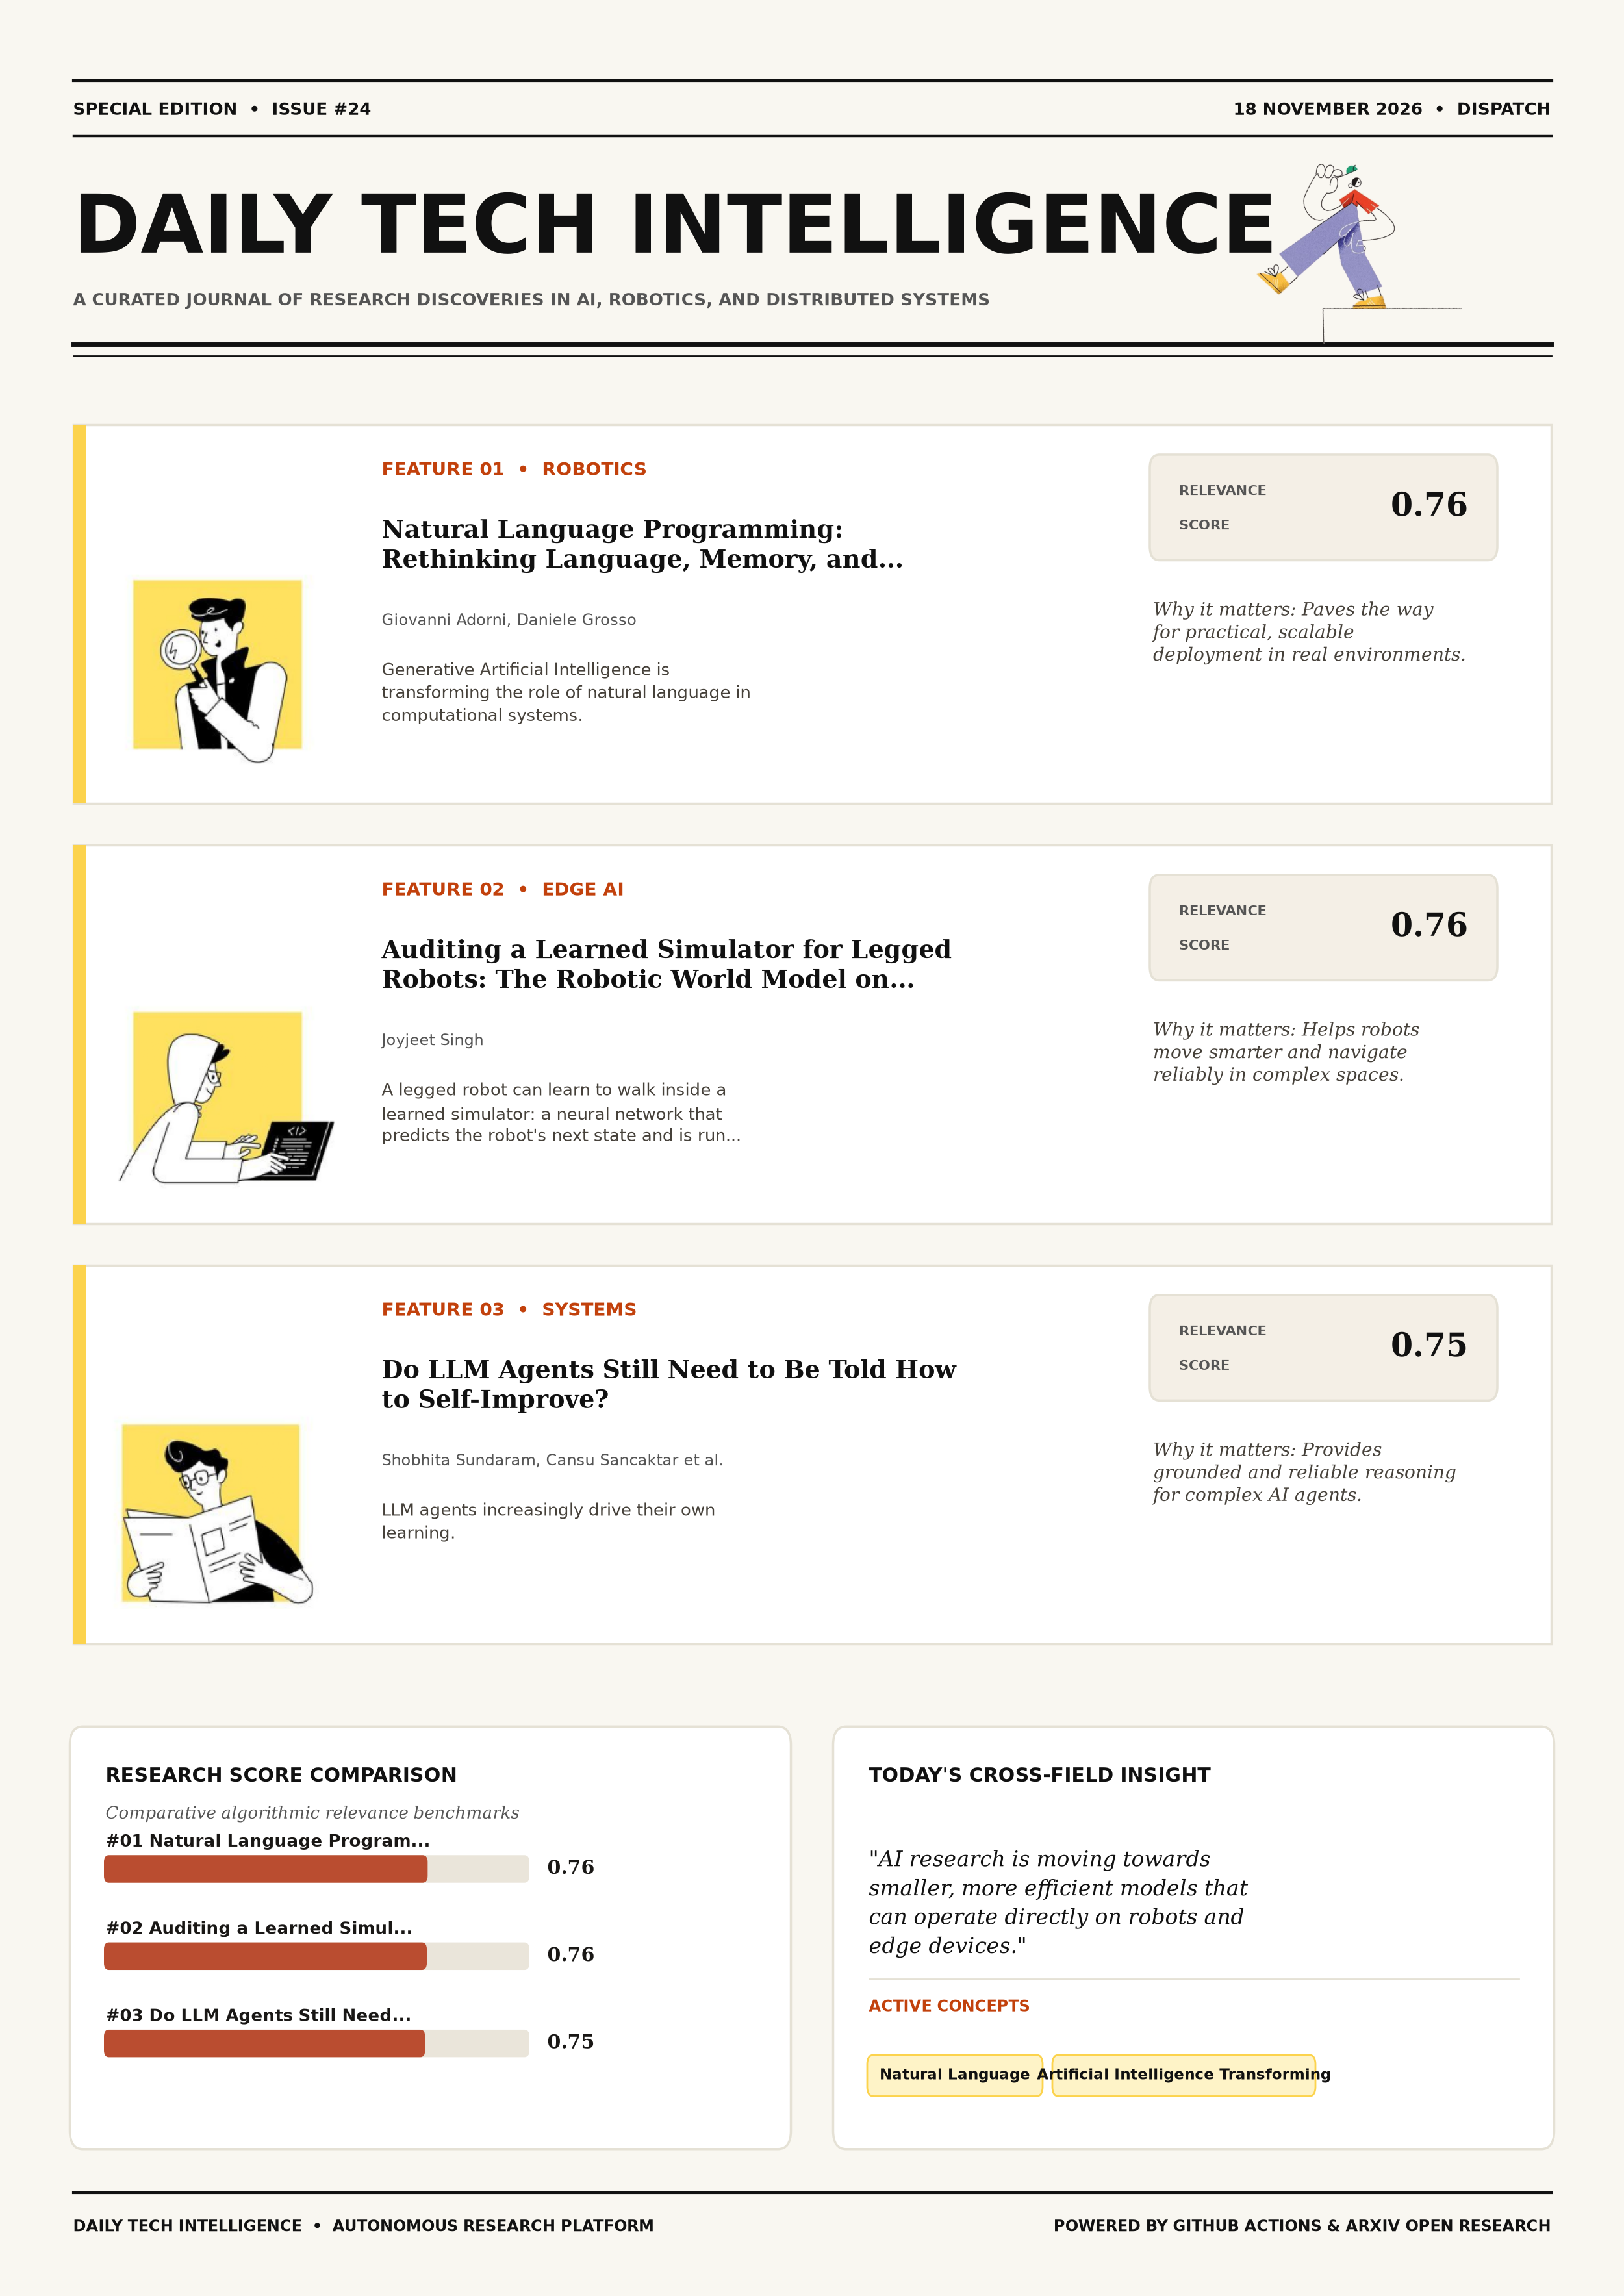 SPECIAL EDITION • ISSUE #24
18 NOVEMBER 2026 • DISPATCH
DAILY TECH INTELLIGENCE
A CURATED JOURNAL OF RESEARCH DISCOVERIES IN AI, ROBOTICS, AND DISTRIBUTED SYSTEMS
FEATURE 01 • ROBOTICS
Natural Language Programming:
Rethinking Language, Memory, and...
Giovanni Adorni, Daniele Grosso
Generative Artificial Intelligence is
transforming the role of natural language in
computational systems.
RELEVANCE
SCORE
0.76
Why it matters: Paves the way
for practical, scalable
deployment in real environments.
FEATURE 02 • EDGE AI
Auditing a Learned Simulator for Legged
Robots: The Robotic World Model on...
Joyjeet Singh
A legged robot can learn to walk inside a
learned simulator: a neural network that
predicts the robot's next state and is run...
RELEVANCE
SCORE
0.76
Why it matters: Helps robots
move smarter and navigate
reliably in complex spaces.
</>
FEATURE 03 • SYSTEMS
Do LLM Agents Still Need to Be Told How
to Self-Improve?
Shobhita Sundaram, Cansu Sancaktar et al.
LLM agents increasingly drive their own
learning.
RELEVANCE
SCORE
0.75
Why it matters: Provides
grounded and reliable reasoning
for complex AI agents.
RESEARCH SCORE COMPARISON
Comparative algorithmic relevance benchmarks
#01 Natural Language Program...
0.76
#02 Auditing a Learned Simul...
0.76
#03 Do LLM Agents Still Need...
0.75
TODAY'S CROSS-FIELD INSIGHT
"AI research is moving towards
smaller, more efficient models that
can operate directly on robots and
edge devices."
ACTIVE CONCEPTS
Natural Language
Artificial Intelligence Transforming
DAILY TECH INTELLIGENCE • AUTONOMOUS RESEARCH PLATFORM
POWERED BY GITHUB ACTIONS & ARXIV OPEN RESEARCH